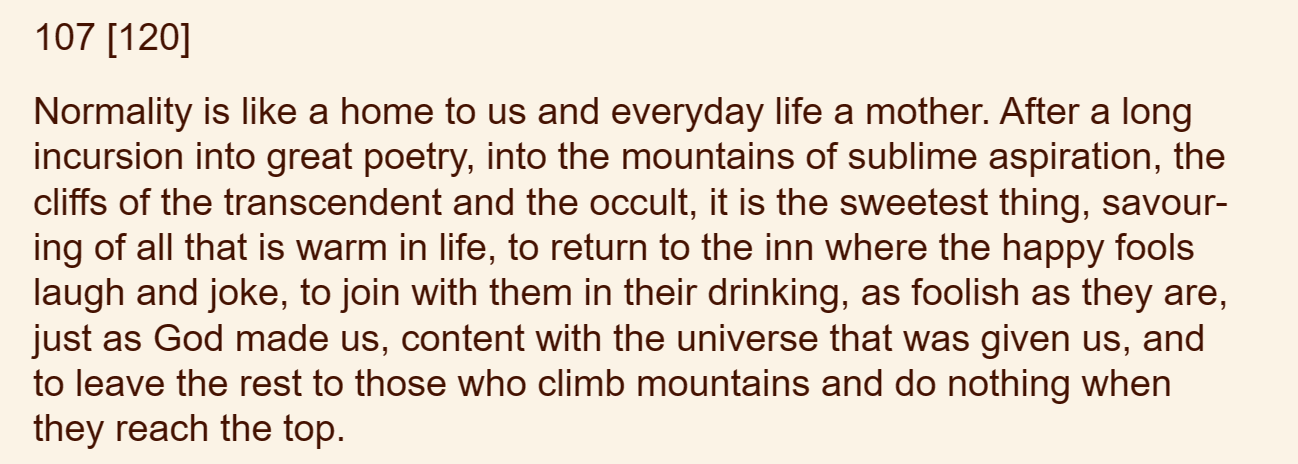 107 [120]
Normality is like a home to us and everyday life a mother. After a long
incursion into great poetry, into the mountains of sublime aspiration, the
cliffs of the transcendent and the occult, it is the sweetest thing, savour-
ing of all that is warm in life, to return to the inn where the happy fools
laugh and joke, to join with them in their drinking, as foolish as they are,
just as God made us, content with the universe that was given us, and
to leave the rest to those who climb mountains and do nothing when
they reach the top.